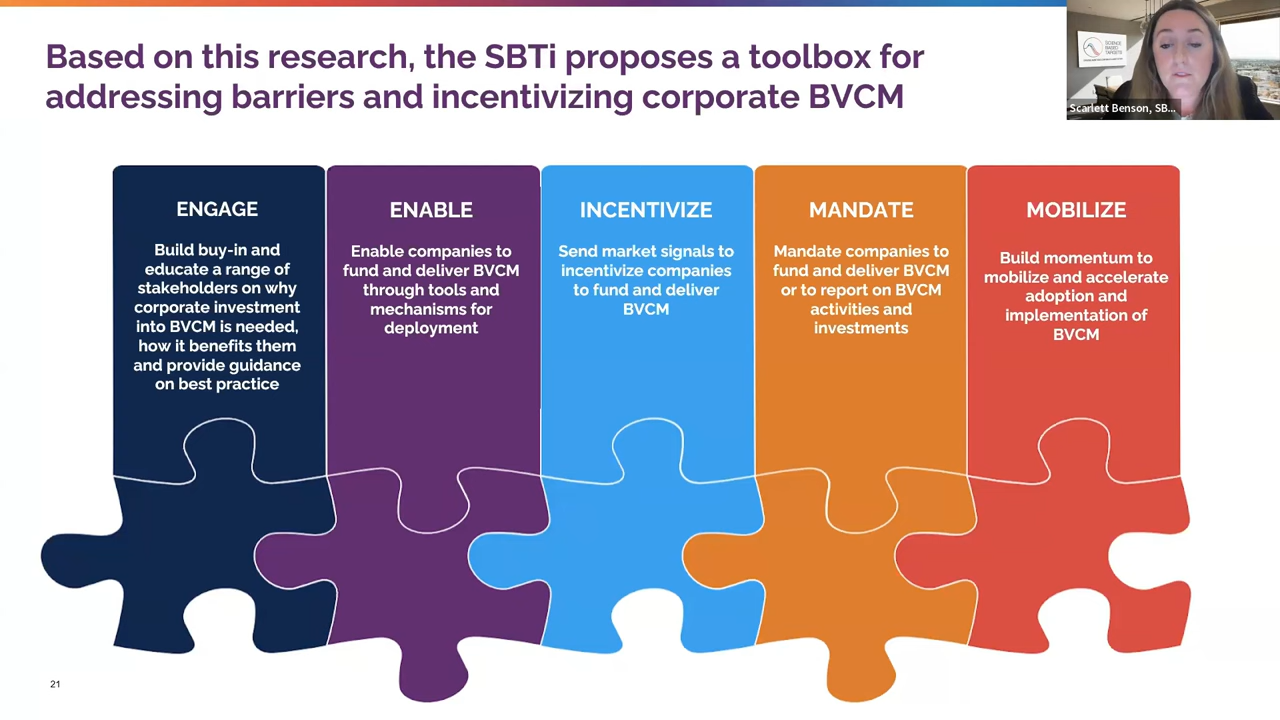 Based on this research, the SBTi proposes a toolbox for
addressing barriers and incentivizing corporate BVCM
SCIENCE
BASED
TARGETS
Scarlett Benson, SB...
ENGAGE
Build buy-in and
educate a range of
stakeholders on why
corporate investment
into BVCM is needed,
how it benefits them
and provide guidance
on best practice
ENABLE
Enable companies to
fund and deliver BVCM
through tools and
mechanisms for
deployment
INCENTIVIZE
Send market signals to
incentivize companies
to fund and deliver
BVCM
MANDATE
Mandate companies to
fund and deliver BVCM
or to report on BVCM
activities and
investments
MOBILIZE
Build momentum to
mobilize and accelerate
adoption and
implementation of
BVCM
21